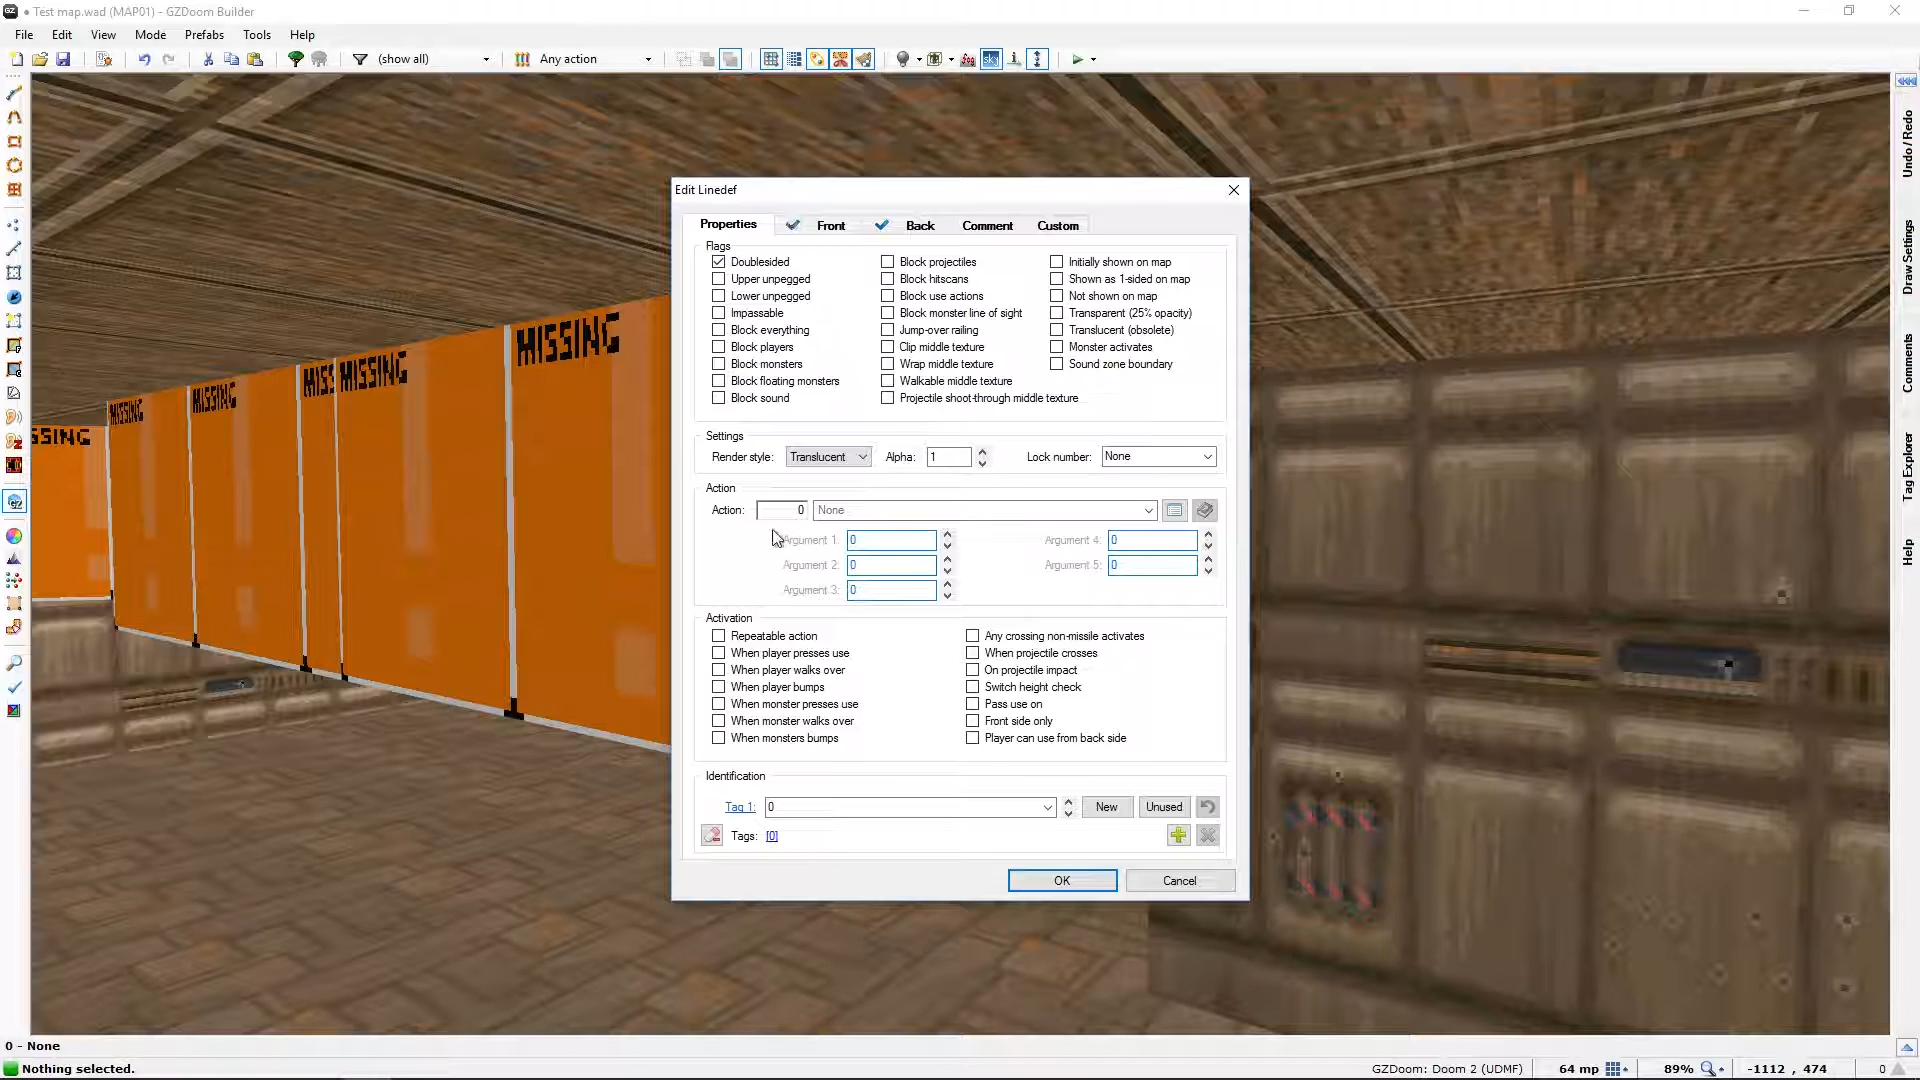 Test map.wad (MAP01) - GZDoom Builder
File Edit View Mode Prefabs Tools Help
(show all) Any action
sky
Edit Linedef
Properties Front Back Comment Custom
Flags
Doublesided Block projectiles Initially shown on map
Upper unpegged Block hitscans Shown as 1-sided on map
Lower unpegged Block use actions Not shown on map
Impassable Block monster line of sight Transparent (25% opacity)
Block everything Jump-over railing Translucent (obsolete)
Block players Clip middle texture Monster activates
Block monsters Wrap middle texture Sound zone boundary
Block floating monsters Walkable middle texture
Block sound Projectile shoot-through middle texture
Settings
Render style: Translucent Alpha: 1 Lock number: None
Action
Action: 0 None
Argument 1: 0 Argument 4: 0
Argument 2: 0 Argument 5: 0
Argument 3: 0
Activation
Repeatable action Any crossing non-missile activates
When player presses use When projectile crosses
When player walks over On projectile impact
When player bumps Switch height check
When monster presses use Pass use on
When monster walks over Front side only
When monsters bumps Player can use from back side
Identification
Tag 1: 0 New Unused
Tags: [0]
OK Cancel
SSING MISSING MISSING MISS MISSING MISSING
Undo / Redo
Draw Settings
Comments
Tag Explorer
Help
0 - None
Nothing selected. GZDoom: Doom 2 (UDMF) 64 mp 89% -1112 , 474 0